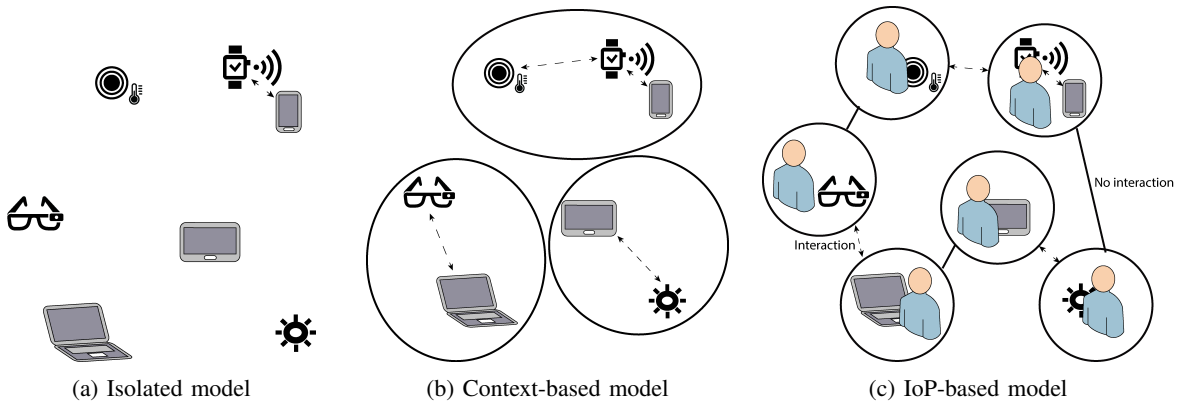 No interaction
Interaction
(a) Isolated model
(b) Context-based model
(c) IoP-based model